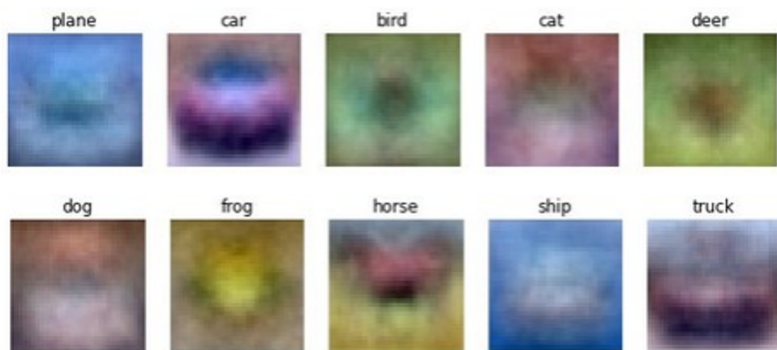 plane car bird cat deer
dog frog horse ship truck